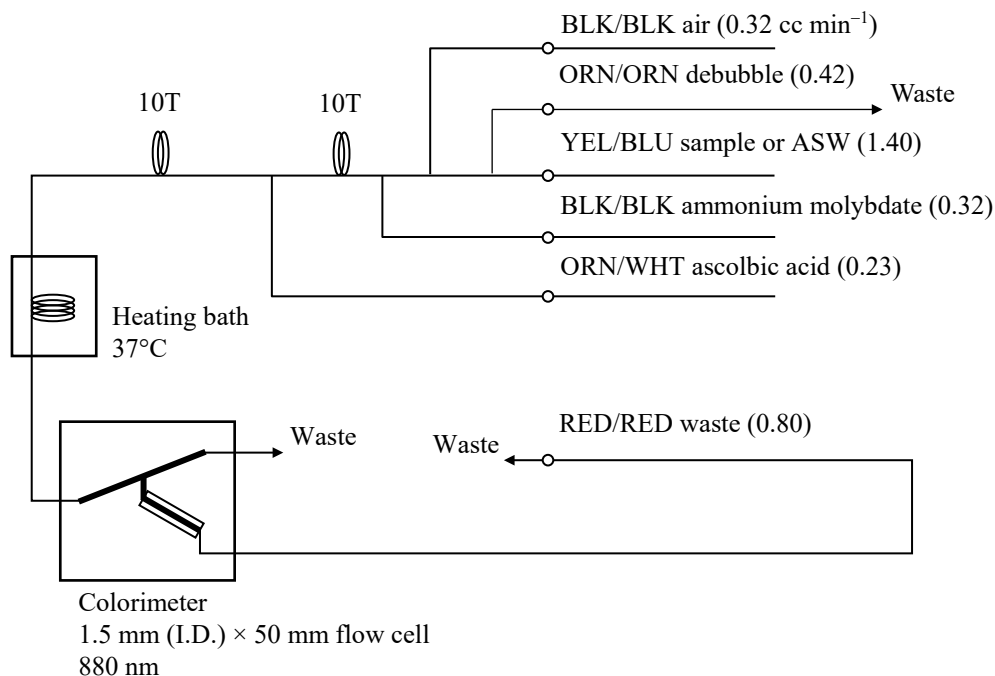 BLK/BLK air (0.32 cc min⁻¹)
ORN/ORN debubble (0.42)
Waste
10T
10T
YEL/BLU sample or ASW (1.40)
BLK/BLK ammonium molybdate (0.32)
ORN/WHT ascolbic acid (0.23)
Heating bath
37°C
RED/RED waste (0.80)
Waste
Waste
Colorimeter
1.5 mm (I.D.) × 50 mm flow cell
880 nm